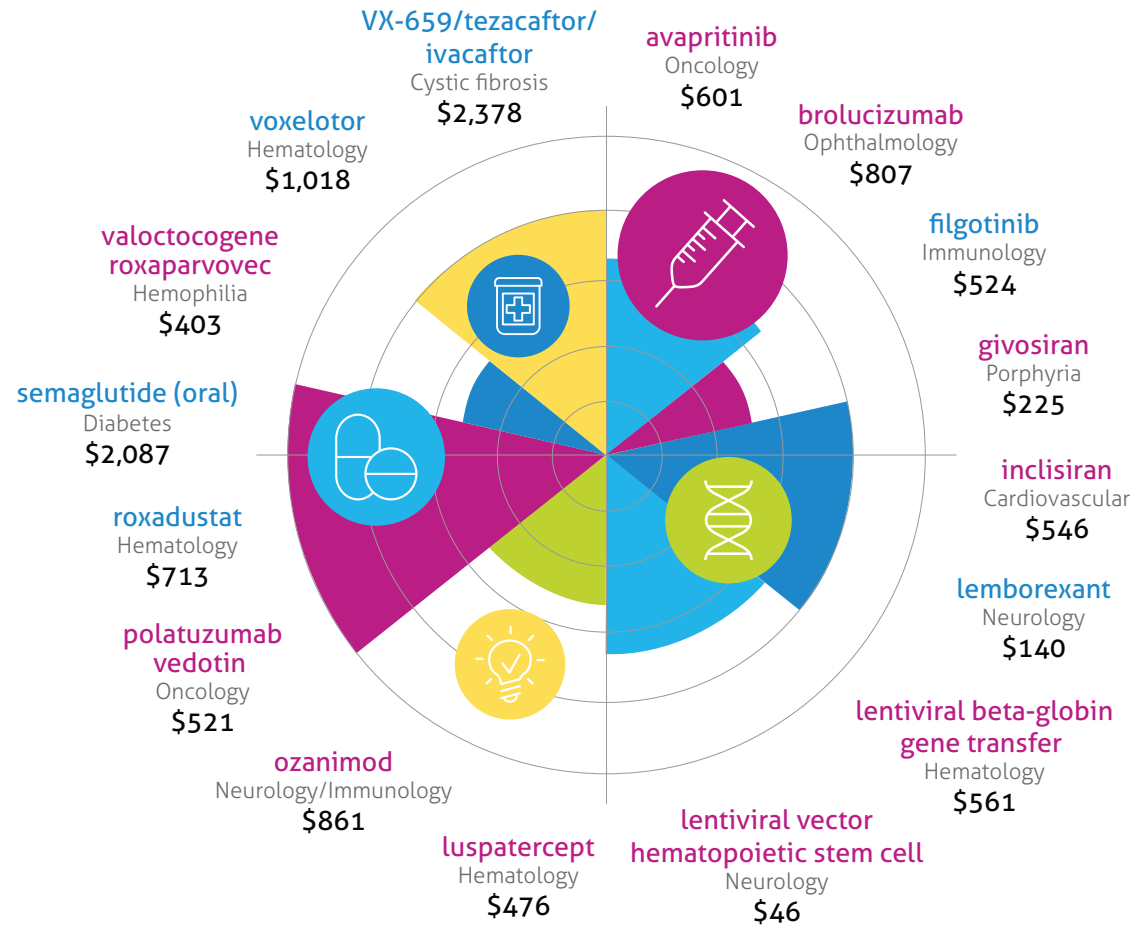 VX-659/tezacaftor/
ivacaftor
Cystic fibrosis
$2,378
avapritinib
Oncology
$601
brolucizumab
Ophthalmology
$807
filgotinib
Immunology
$524
givosiran
Porphyria
$225
inclisiran
Cardiovascular
$546
lemborexant
Neurology
$140
lentiviral beta-globin
gene transfer
Hematology
$561
lentiviral vector
hematopoietic stem cell
Neurology
$46
luspatercept
Hematology
$476
ozanimod
Neurology/Immunology
$861
polatuzumab
vedotin
Oncology
$521
roxadustat
Hematology
$713
semaglutide (oral)
Diabetes
$2,087
valoctocogene
roxaparvovec
Hemophilia
$403
voxelotor
Hematology
$1,018